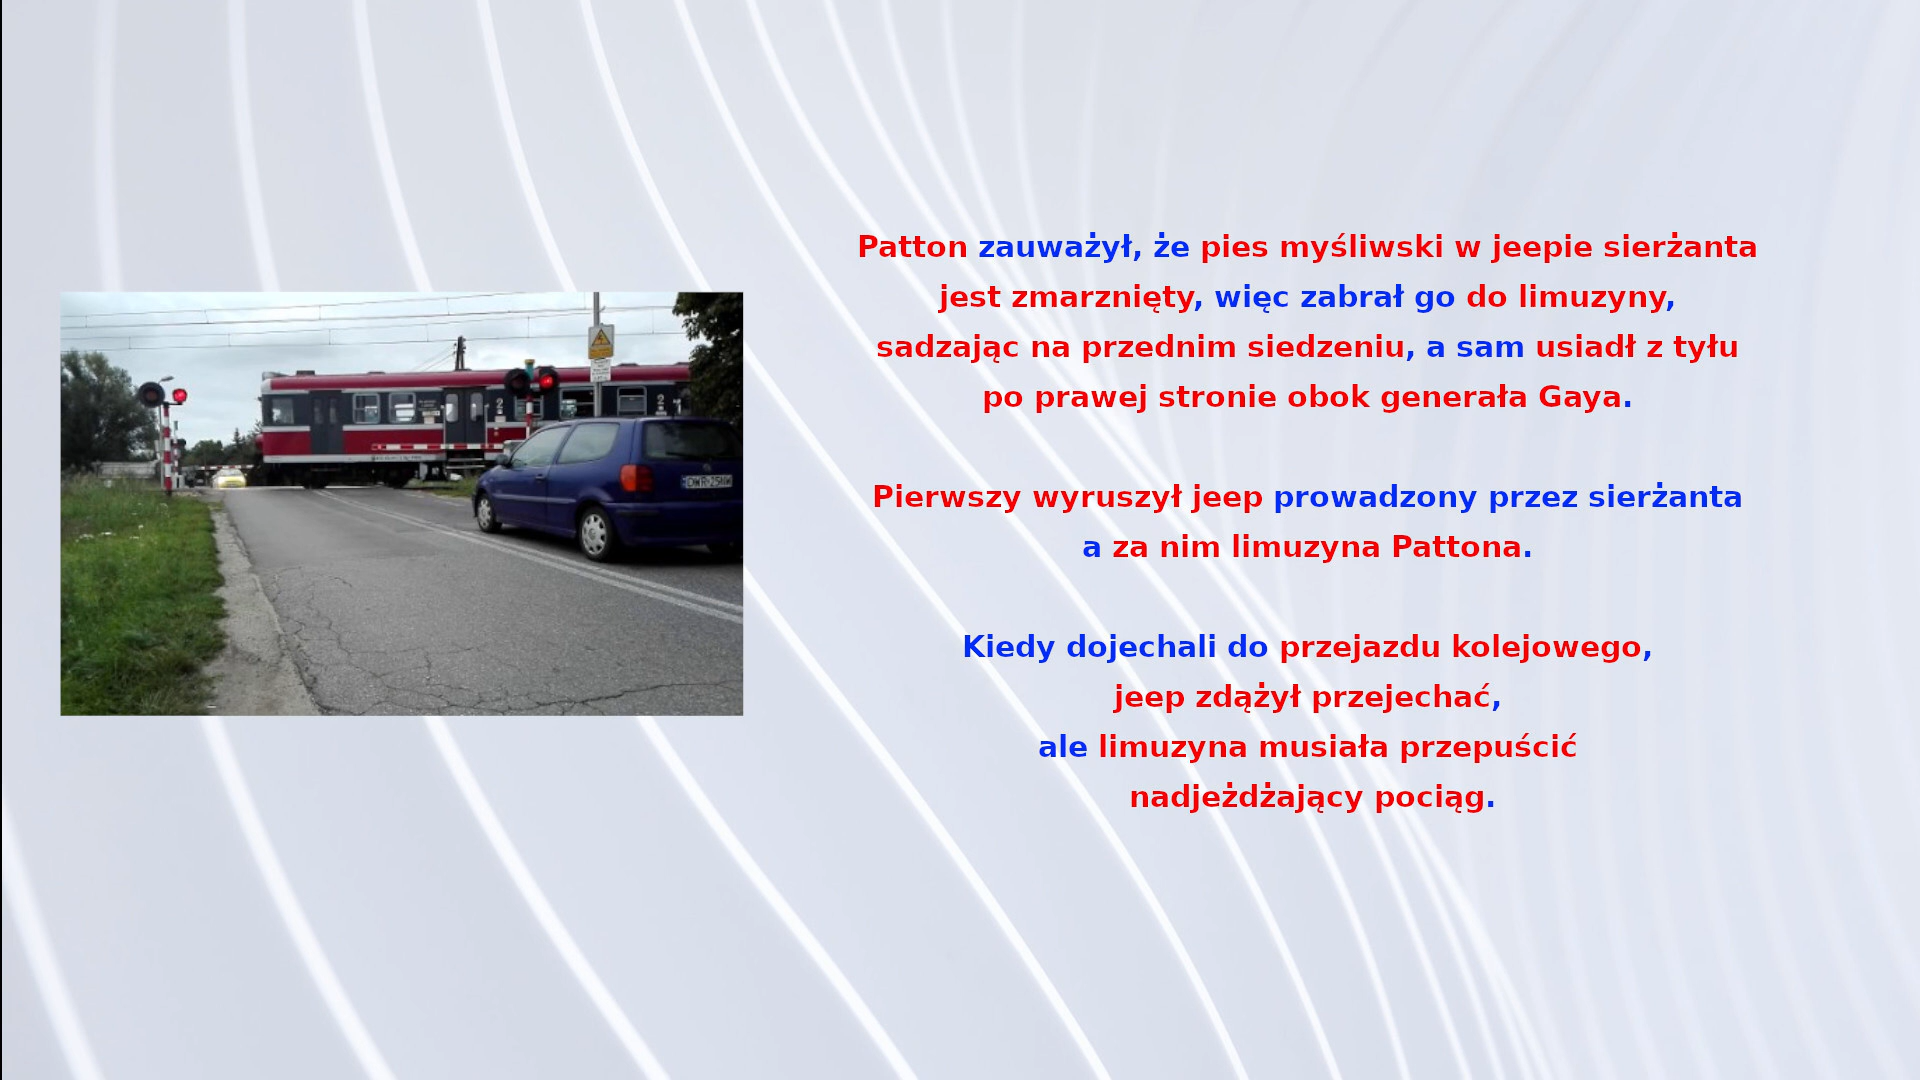 Patton zauważył, że pies myśliwski w jeepie sierżanta
jest zmarznięty, więc zabrał go do limuzyny,
sadzając na przednim siedzeniu, a sam usiadł z tyłu
po prawej stronie obok generała Gaya.
Pierwszy wyruszył jeep prowadzony przez sierżanta
a za nim limuzyna Pattona.
Kiedy dojechali do przejazdu kolejowego,
jeep zdążył przejechać,
ale limuzyna musiała przepuścić
nadjeżdżający pociąg.